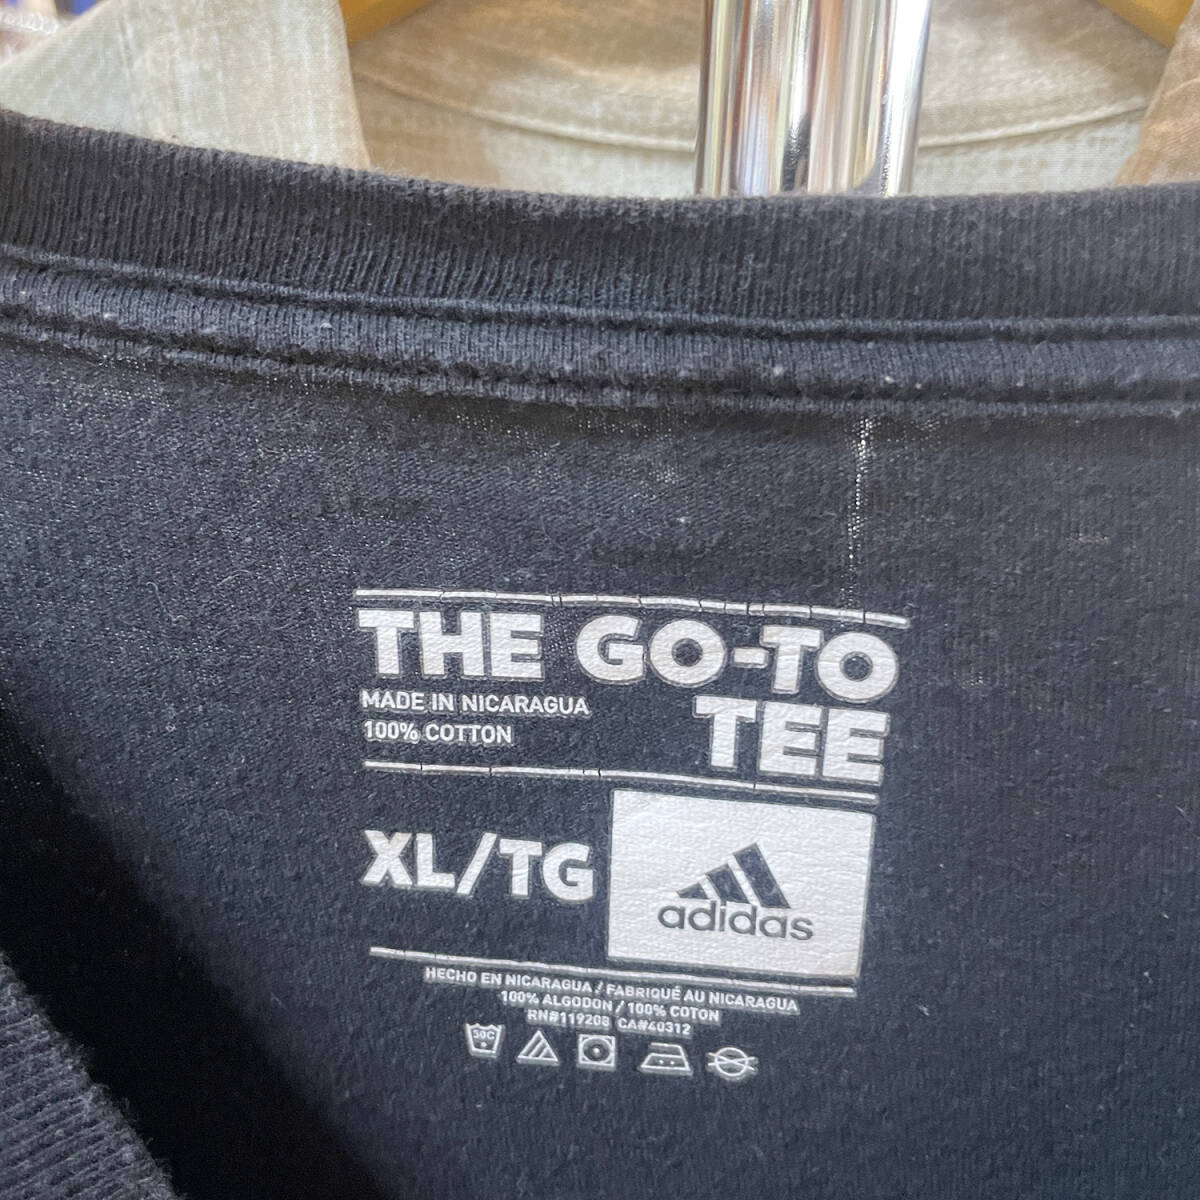 THE GO-TO
TEE
MADE IN NICARAGUA
100% COTTON
XL/TG
adidas
HECHO EN NICARAGUA / FABRIQUÉ AU NICARAGUA
100% ALGODON / 100% COTON
RN#119208 CA#40312
30C